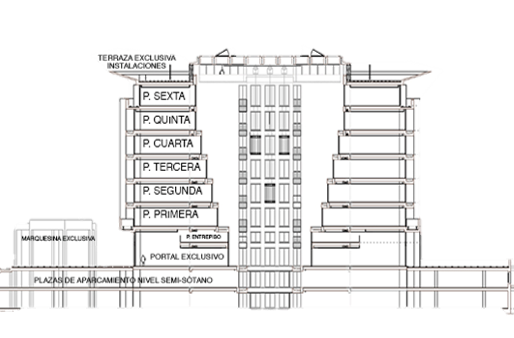 TERRAZA EXCLUSIVA
INSTALACIONES
P. SEXTA
P. QUINTA
P. CUARTA
P. TERCERA
P. SEGUNDA
P. PRIMERA
P. ENTREPISO
MARQUESINA EXCLUSIVA
PORTAL EXCLUSIVO
PLAZAS DE APARCAMIENTO NIVEL SEMI-SÓTANO